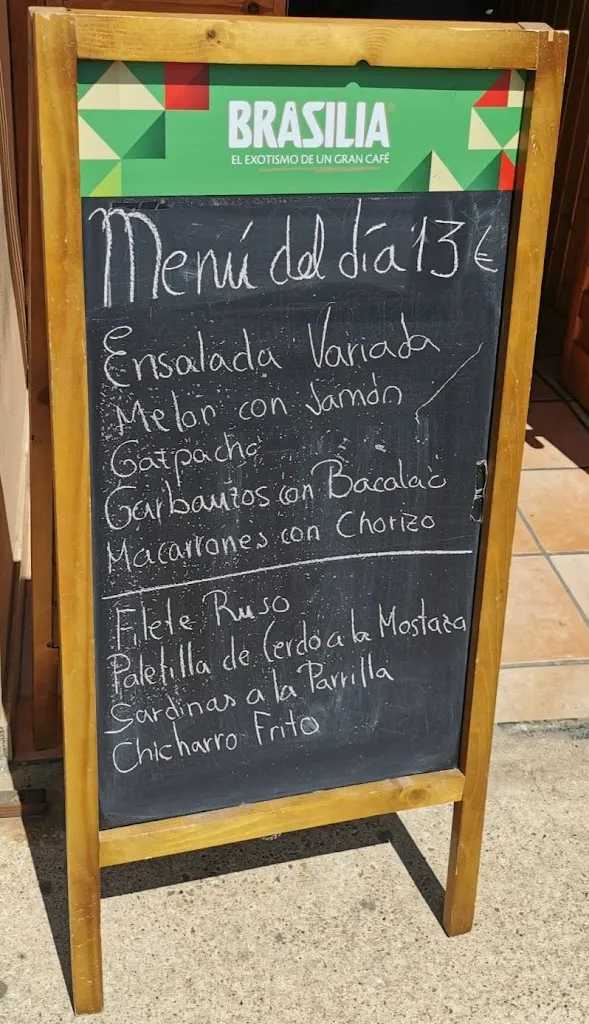 BRASILIA
EL EXOTISMO DE UN GRAN CAFÉ
Menú del día 13 €
Ensalada Variada
Melon con Jamón
Gazpacho
Garbanzos con Bacalao
Macarrones con Chorizo
Filete Ruso
Paletilla de Cerdo a la Mostaza
Sardinas a la Parrilla
Chicharro Frito